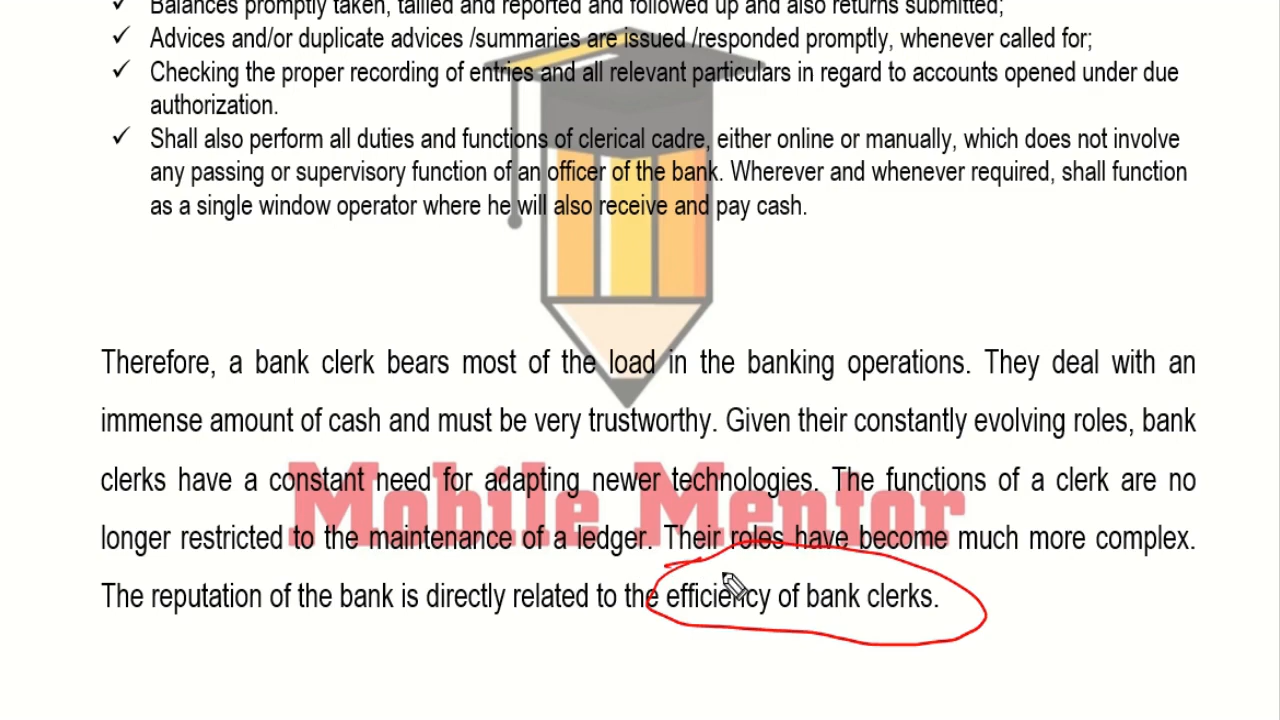 Balances promptly taken, tallied and reported and followed up and also returns submitted;
Advices and/or duplicate advices /summaries are issued /responded promptly, whenever called for;
Checking the proper recording of entries and all relevant particulars in regard to accounts opened under due
authorization.
Shall also perform all duties and functions of clerical cadre, either online or manually, which does not involve
any passing or supervisory function of an officer of the bank. Wherever and whenever required, shall function
as a single window operator where he will also receive and pay cash.
Therefore, a bank clerk bears most of the load in the banking operations. They deal with an
immense amount of cash and must be very trustworthy. Given their constantly evolving roles, bank
clerks have a constant need for adapting newer technologies. The functions of a clerk are no
Mobile Mentor
longer restricted to the maintenance of a ledger. Their roles have become much more complex.
The reputation of the bank is directly related to the efficiency of bank clerks.